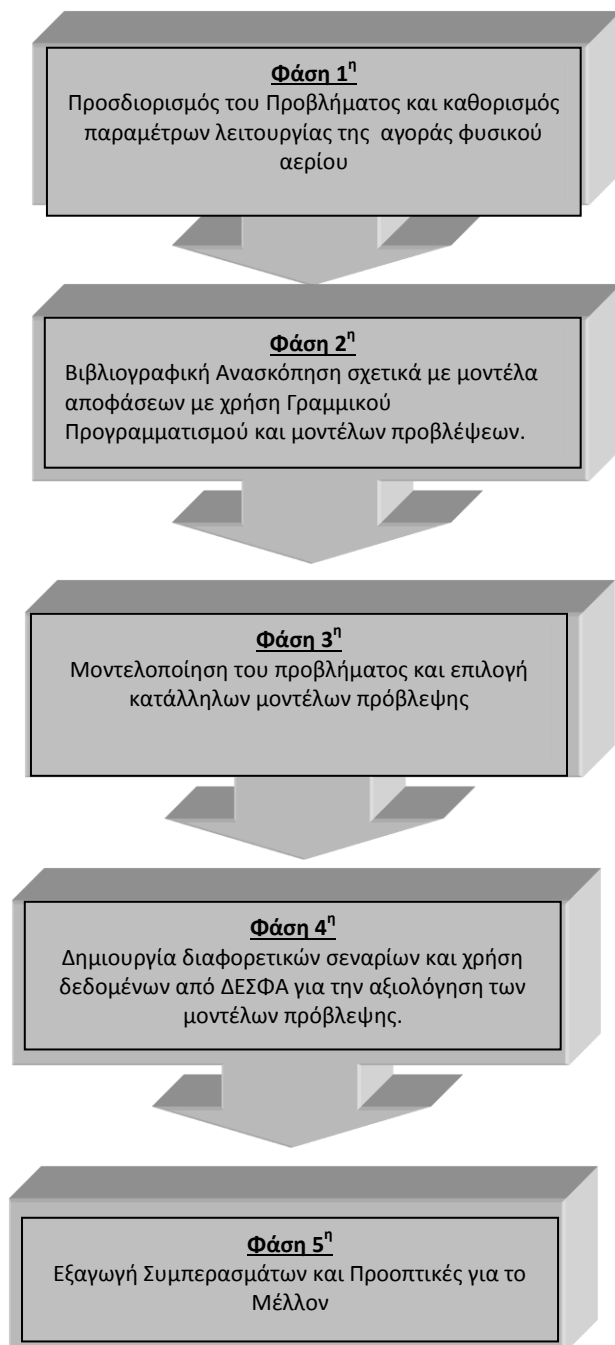 Φάση 1η
Προσδιορισμός του Προβλήματος και καθορισμός
παραμέτρων λειτουργίας της αγοράς φυσικού
αερίου
Φάση 2η
Βιβλιογραφική Ανασκόπηση σχετικά με μοντέλα
αποφάσεων με χρήση Γραμμικού
Προγραμματισμού και μοντέλων προβλέψεων.
Φάση 3η
Μοντελοποίηση του προβλήματος και επιλογή
κατάλληλων μοντέλων πρόβλεψης
Φάση 4η
Δημιουργία διαφορετικών σεναρίων και χρήση
δεδομένων από ΔΕΣΦΑ για την αξιολόγηση των
μοντέλων πρόβλεψης.
Φάση 5η
Εξαγωγή Συμπερασμάτων και Προοπτικές για το
Μέλλον